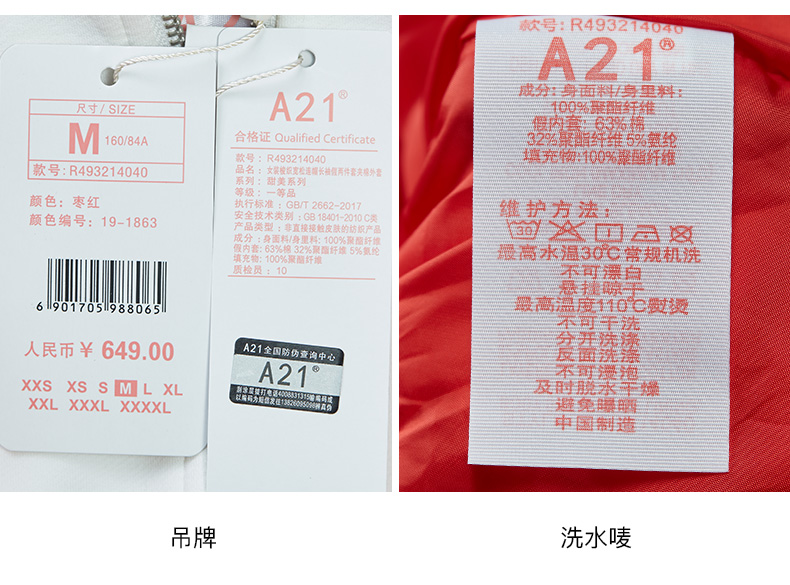 尺寸/SIZE
M 160/84A
款号: R493214040
颜色: 枣红
颜色编号: 19-1863
6 901705 988065
人民币 ¥ 649.00
XXS XS S M L XL
XXL XXXL XXXXL
A21®
合格证 Qualified Certificate
款号: R493214040
等级: 一等品
系列: 甜美系列
执行标准: GB/T 2662-2017
安全技术类别: GB 18401-2010 C类
产品类型: 非直接接触皮肤的纺织产品
成分: 身面料/身里料: 100%聚酯纤维
假内套: 63%棉 32%聚酯纤维 5%氨纶
填充物: 100%聚酯纤维
质检员: 10
A21全国防伪查询中心
A21®
款号: R493214040
A21®
成分: 身面料/身里料:
100%聚酯纤维
假内套: 63%棉
32%聚酯纤维 5%氨纶
填充物:100%聚酯纤维
维护方法:
30
最高水温30℃常规机洗
不可漂白
悬挂晾干
最高温度110℃熨烫
不可干洗
分开洗涤
反面洗涤
不可浸泡
及时脱水干燥
避免曝晒
中国制造
吊牌
洗水唛